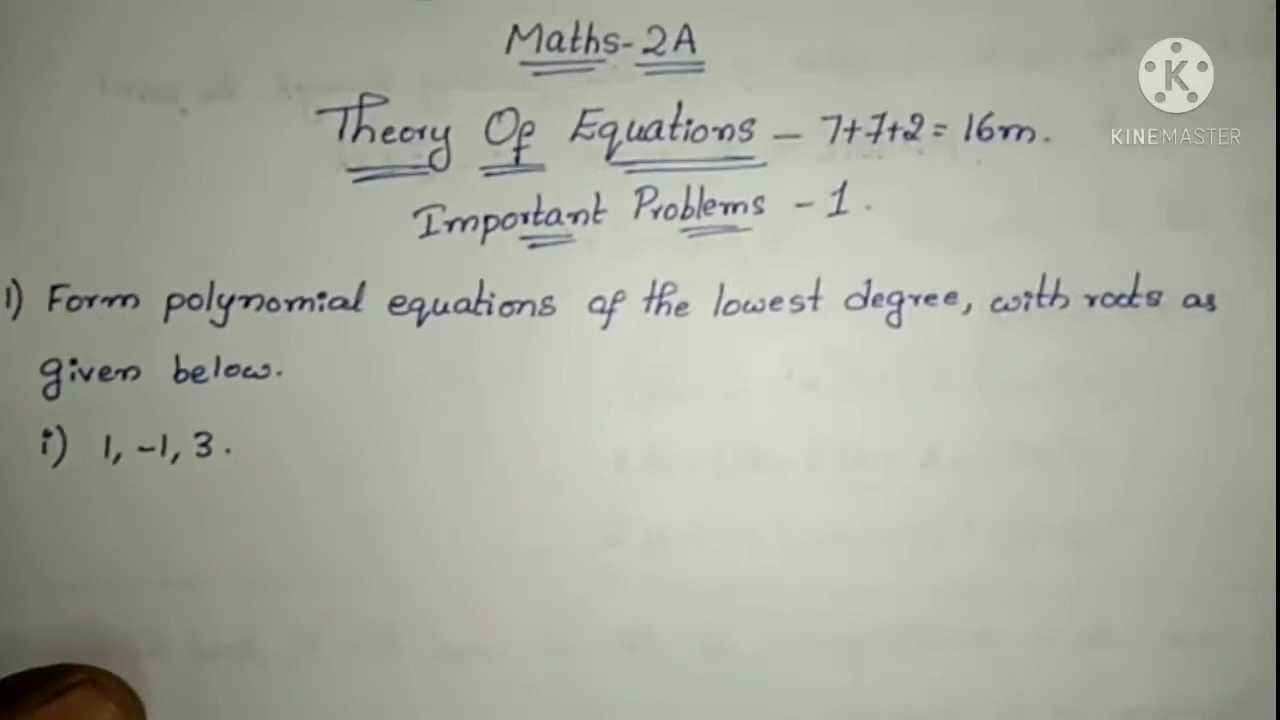 Maths-2A
KINEMASTER
Theory Of Equations - 7+7+2=16m.
Important Problems - 1.
1) Form polynomial equations of the lowest degree, with roots as
given below.
i) 1, -1, 3.